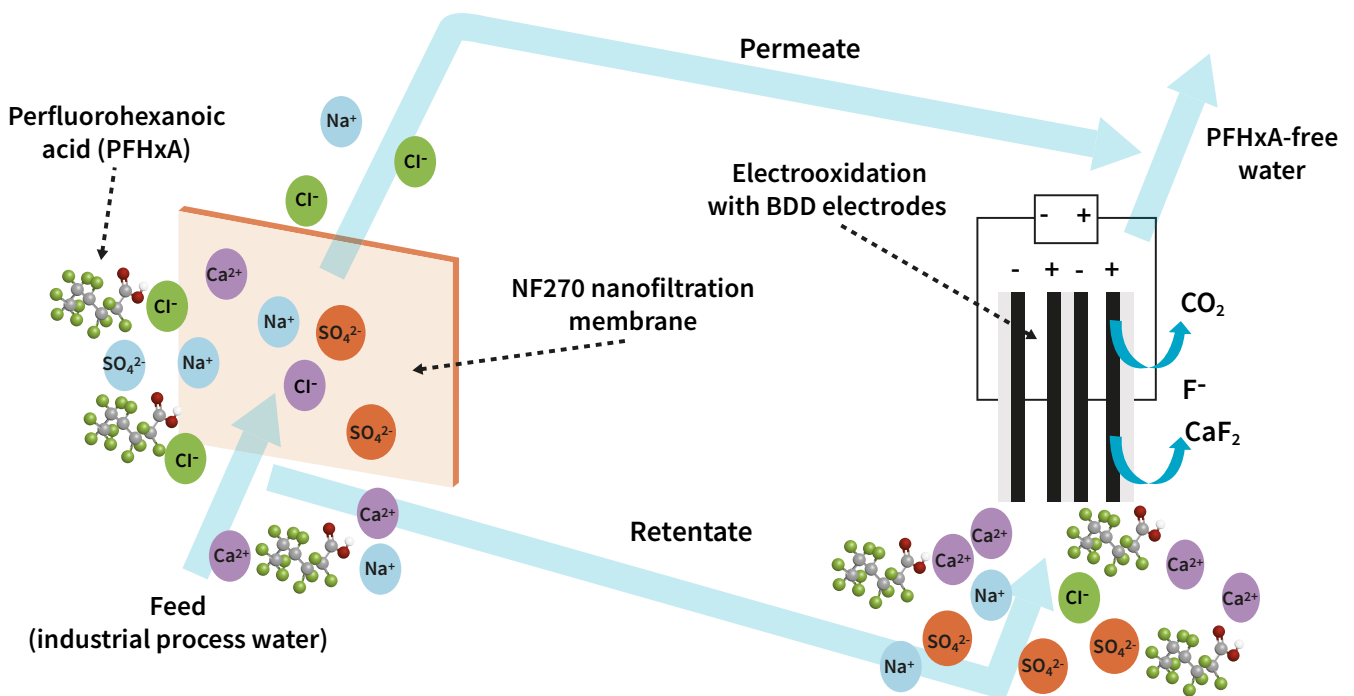 Permeate
Perfluorohexanoic
acid (PFHxA)
PFHxA-free
water
Electrooxidation
with BDD electrodes
NF270 nanofiltration
membrane
Na⁺
Cl⁻
Cl⁻
Ca²⁺
Cl⁻
Na⁺
SO₄²⁻
SO₄²⁻
Na⁺
Cl⁻
SO₄²⁻
Cl⁻
- +
- + - +
CO₂
F⁻
CaF₂
Ca²⁺
Ca²⁺
Na⁺
Retentate
Feed
(industrial process water)
Ca²⁺
Ca²⁺
Na⁺
Cl⁻
Ca²⁺
Ca²⁺
SO₄²⁻
SO₄²⁻
SO₄²⁻
Na⁺